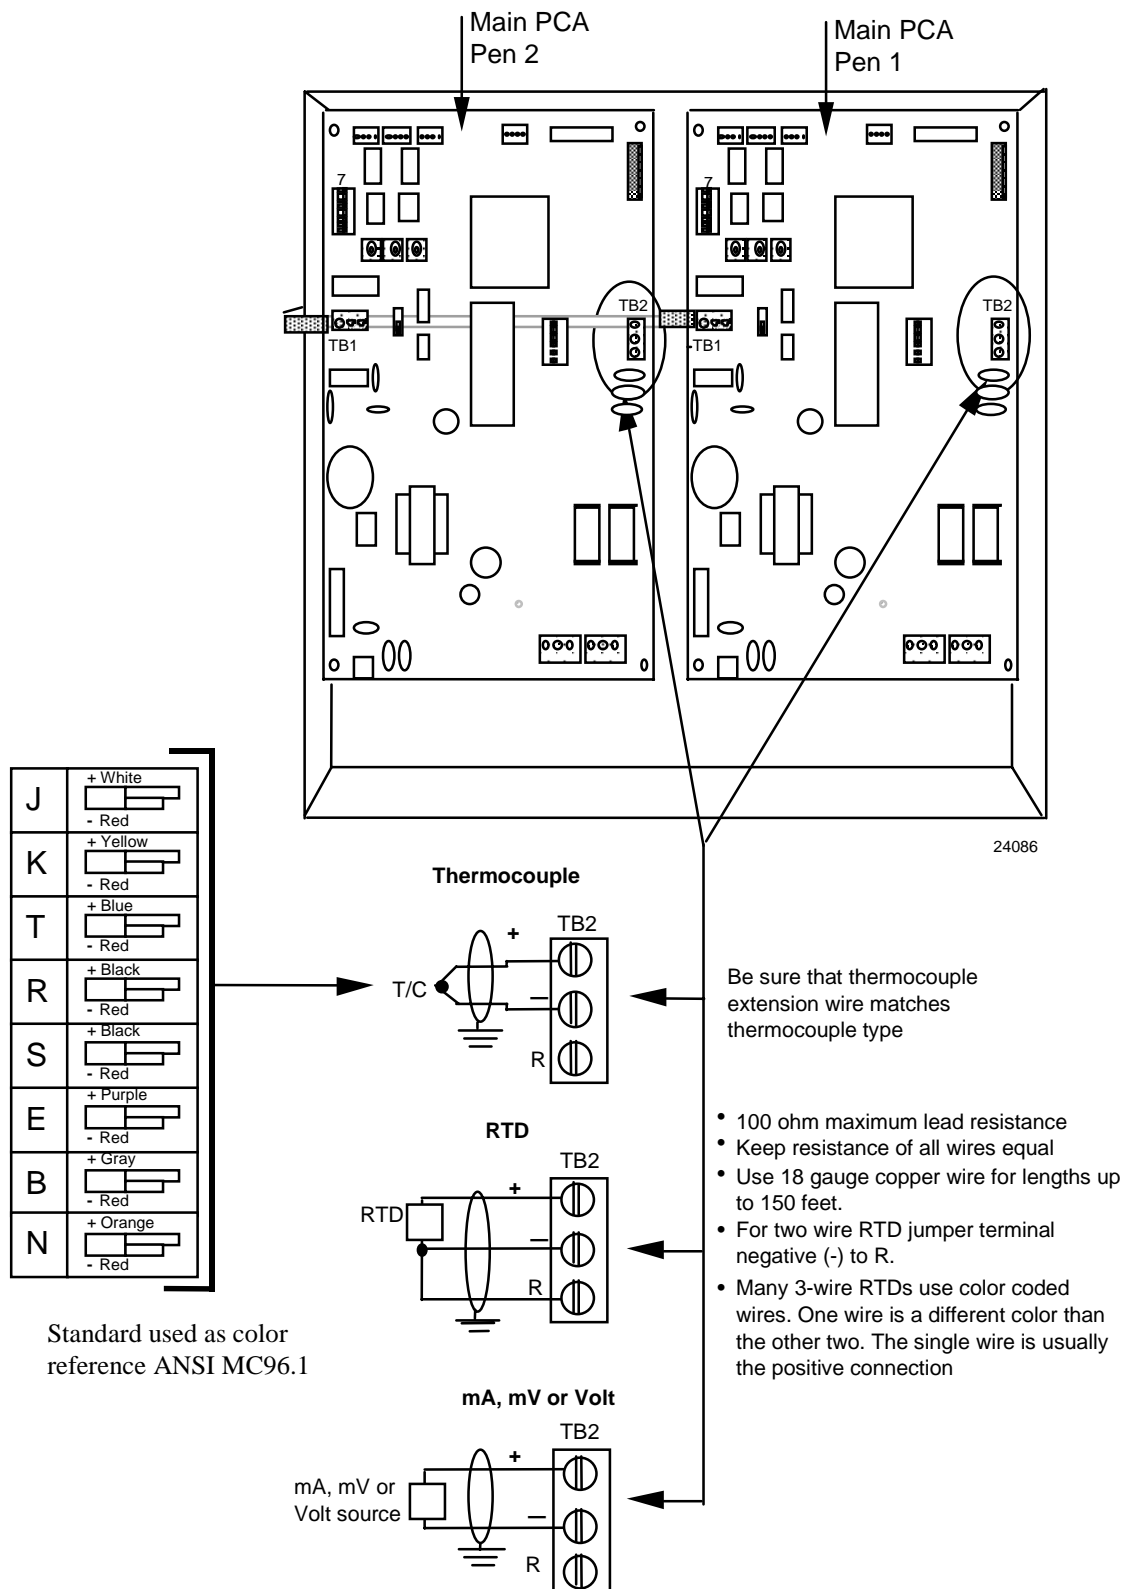 Main PCA
Pen 2
Main PCA
Pen 1
7
7
TB2
TB2
TB1
TB1
24086
J
+ White
- Red
K
+ Yellow
- Red
T
+ Blue
- Red
R
+ Black
- Red
S
+ Black
- Red
E
+ Purple
- Red
B
+ Gray
- Red
N
+ Orange
- Red
Standard used as color
reference ANSI MC96.1
Thermocouple
TB2
+
T/C
–
R
Be sure that thermocouple
extension wire matches
thermocouple type
RTD
TB2
+
RTD
–
R
• 100 ohm maximum lead resistance
• Keep resistance of all wires equal
• Use 18 gauge copper wire for lengths up
to 150 feet.
• For two wire RTD jumper terminal
negative (-) to R.
• Many 3-wire RTDs use color coded
wires. One wire is a different color than
the other two. The single wire is usually
the positive connection
mA, mV or Volt
TB2
+
mA, mV or
Volt source
–
R